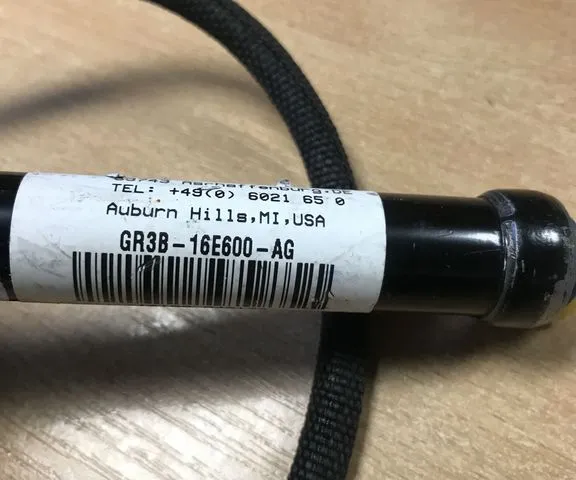 TEL: +49(0) 6021 65 0
Auburn Hills,MI,USA
GR3B-16E600-AG